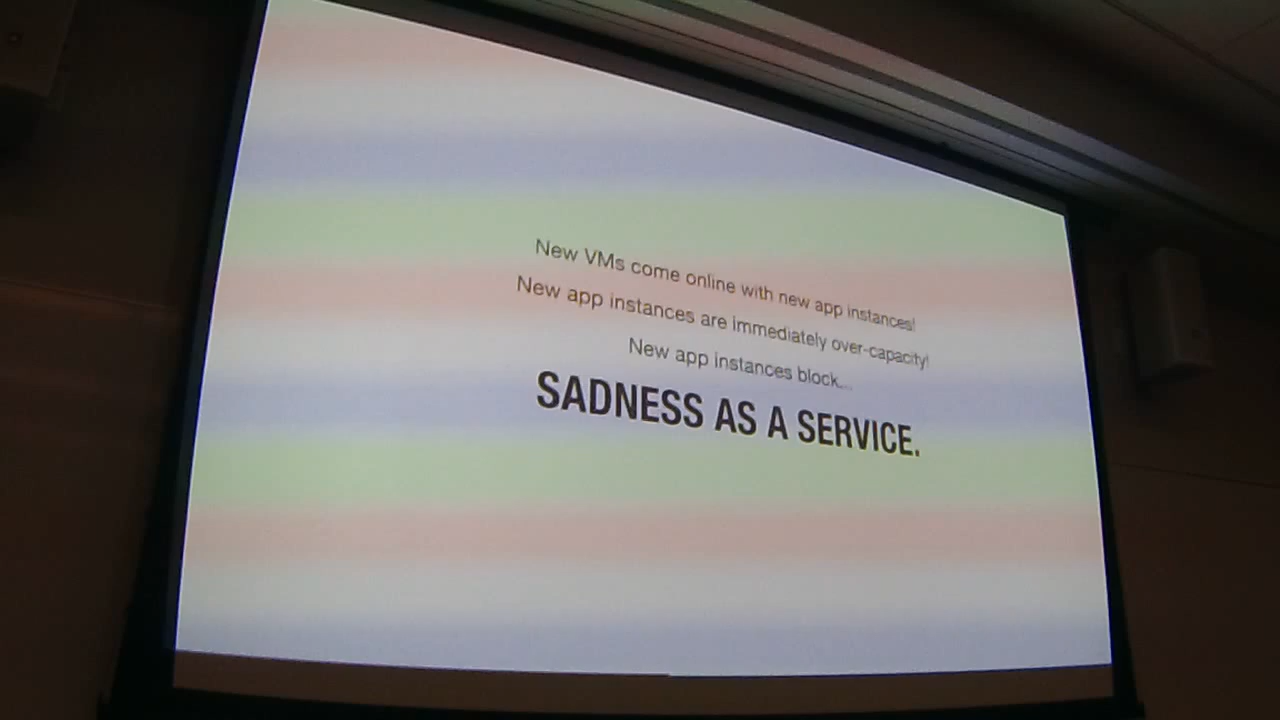 New VMs come online with new app instances!
New app instances are immediately over-capacity!
New app instances block...
SADNESS AS A SERVICE.